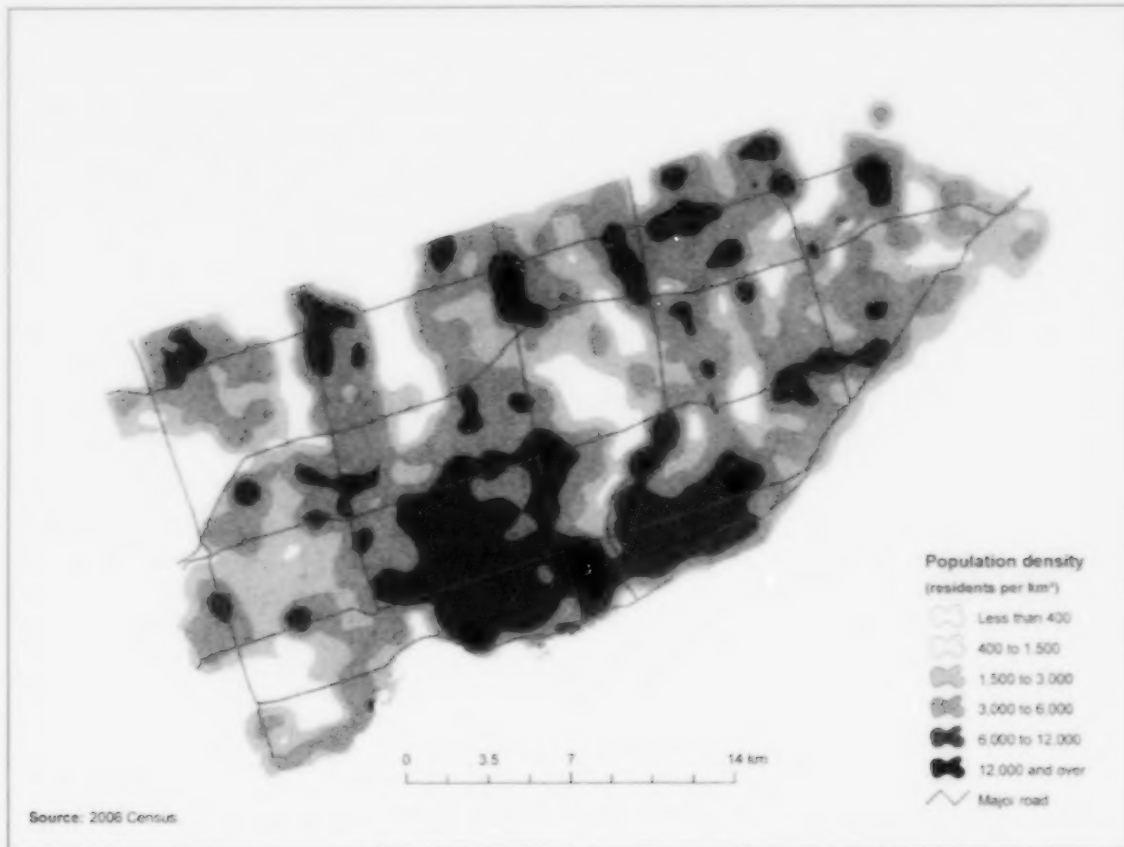 Population density
(residents per km²)
Less than 400
400 to 1.500
1.500 to 3.000
3.000 to 6.000
6.000 to 12.000
12.000 and over
Major road
0 3.5 7 14 km
Source: 2006 Census